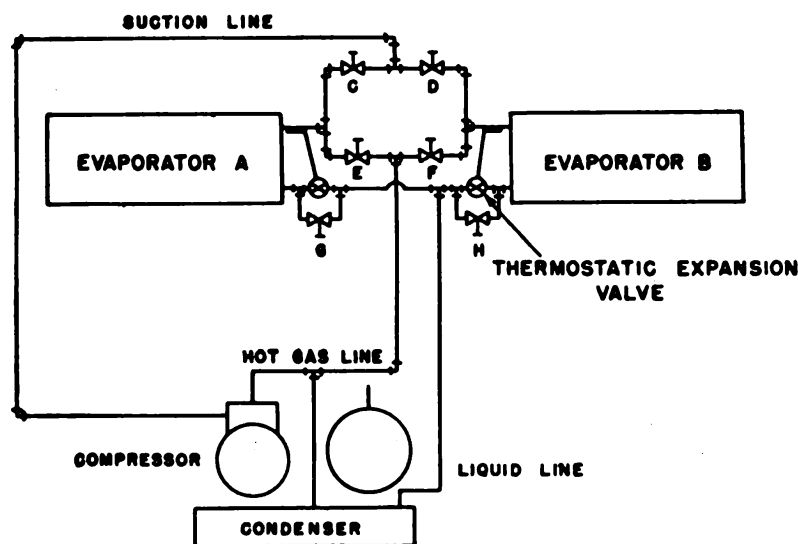 SUCTION LINE
C
D
EVAPORATOR A
E
F
EVAPORATOR B
G
H
THERMOSTATIC EXPANSION
VALVE
HOT GAS LINE
COMPRESSOR
LIQUID LINE
CONDENSER